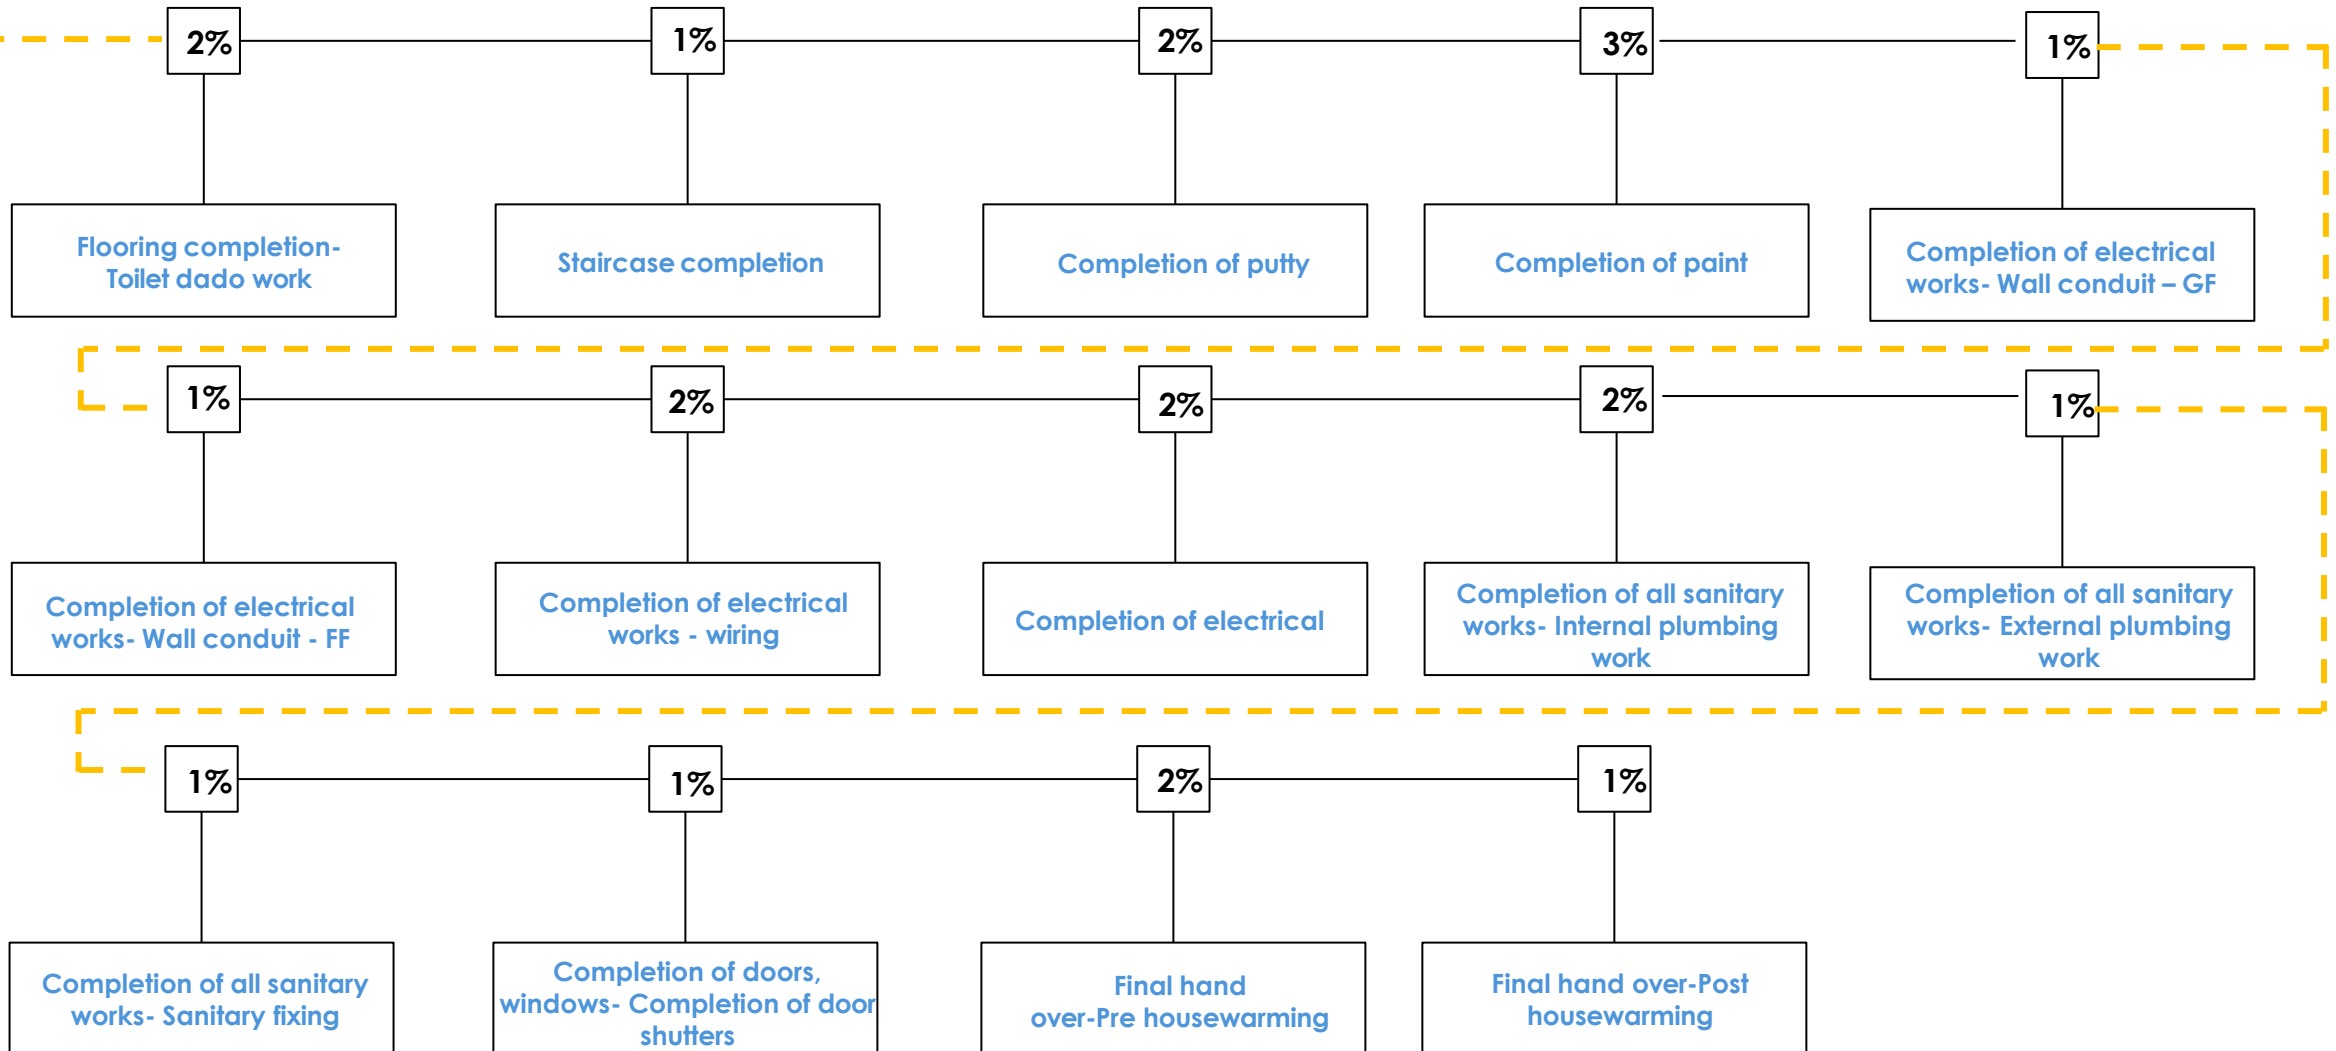 2%
1%
2%
3%
1%
Flooring completion-
Toilet dado work
Staircase completion
Completion of putty
Completion of paint
Completion of electrical
works- Wall conduit – GF
1%
2%
2%
2%
1%
Completion of electrical
works- Wall conduit - FF
Completion of electrical
works - wiring
Completion of electrical
Completion of all sanitary
works- Internal plumbing
work
Completion of all sanitary
works- External plumbing
work
1%
1%
2%
1%
Completion of all sanitary
works- Sanitary fixing
Completion of doors,
windows- Completion of door
shutters
Final hand
over-Pre housewarming
Final hand over-Post
housewarming